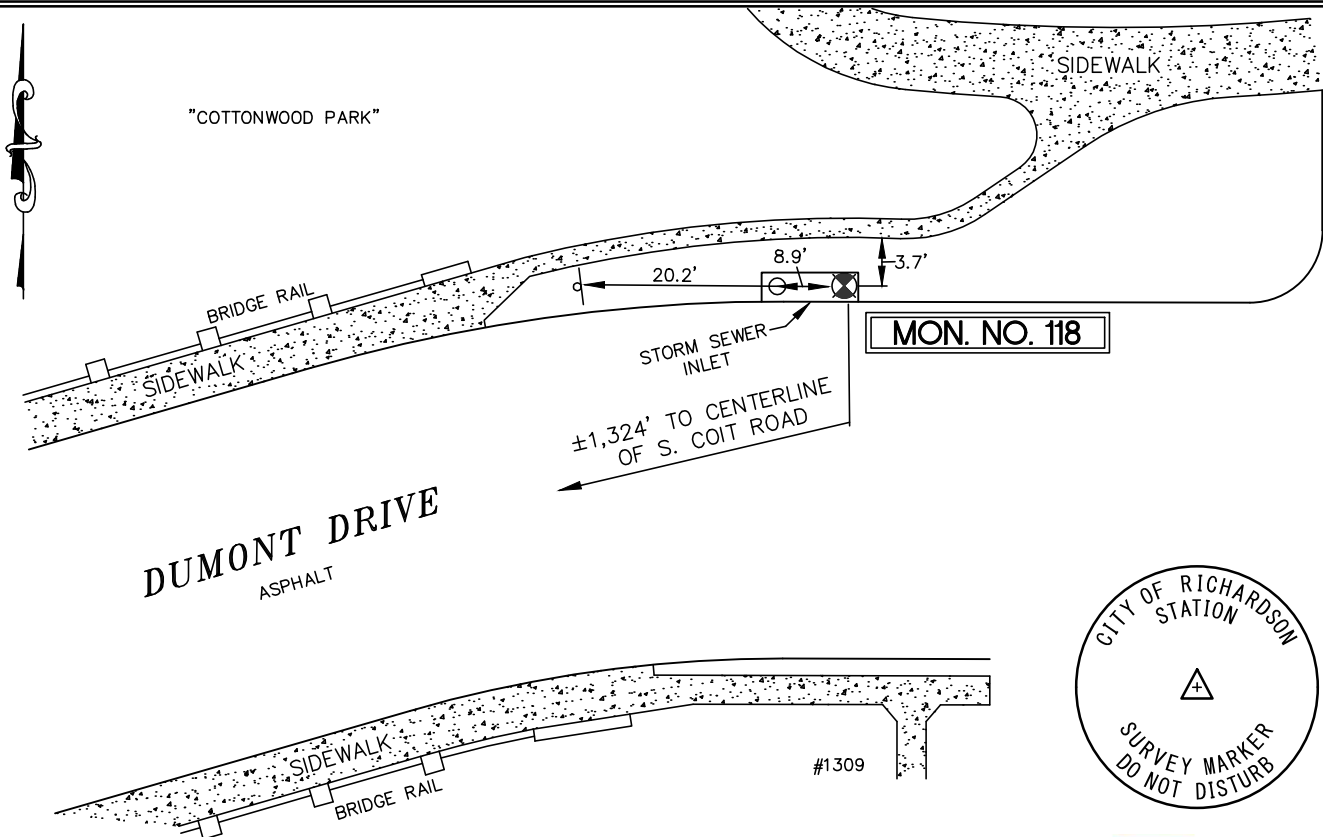 SIDEWALK
"COTTONWOOD PARK"
8.9'
3.7'
20.2'
BRIDGE RAIL
STORM SEWER
INLET
MON. NO. 118
SIDEWALK
±1,324' TO CENTERLINE
OF S. COIT ROAD
DUMONT DRIVE
ASPHALT
CITY OF RICHARDSON
STATION
SURVEY MARKER
DO NOT DISTURB
SIDEWALK
#1309
BRIDGE RAIL